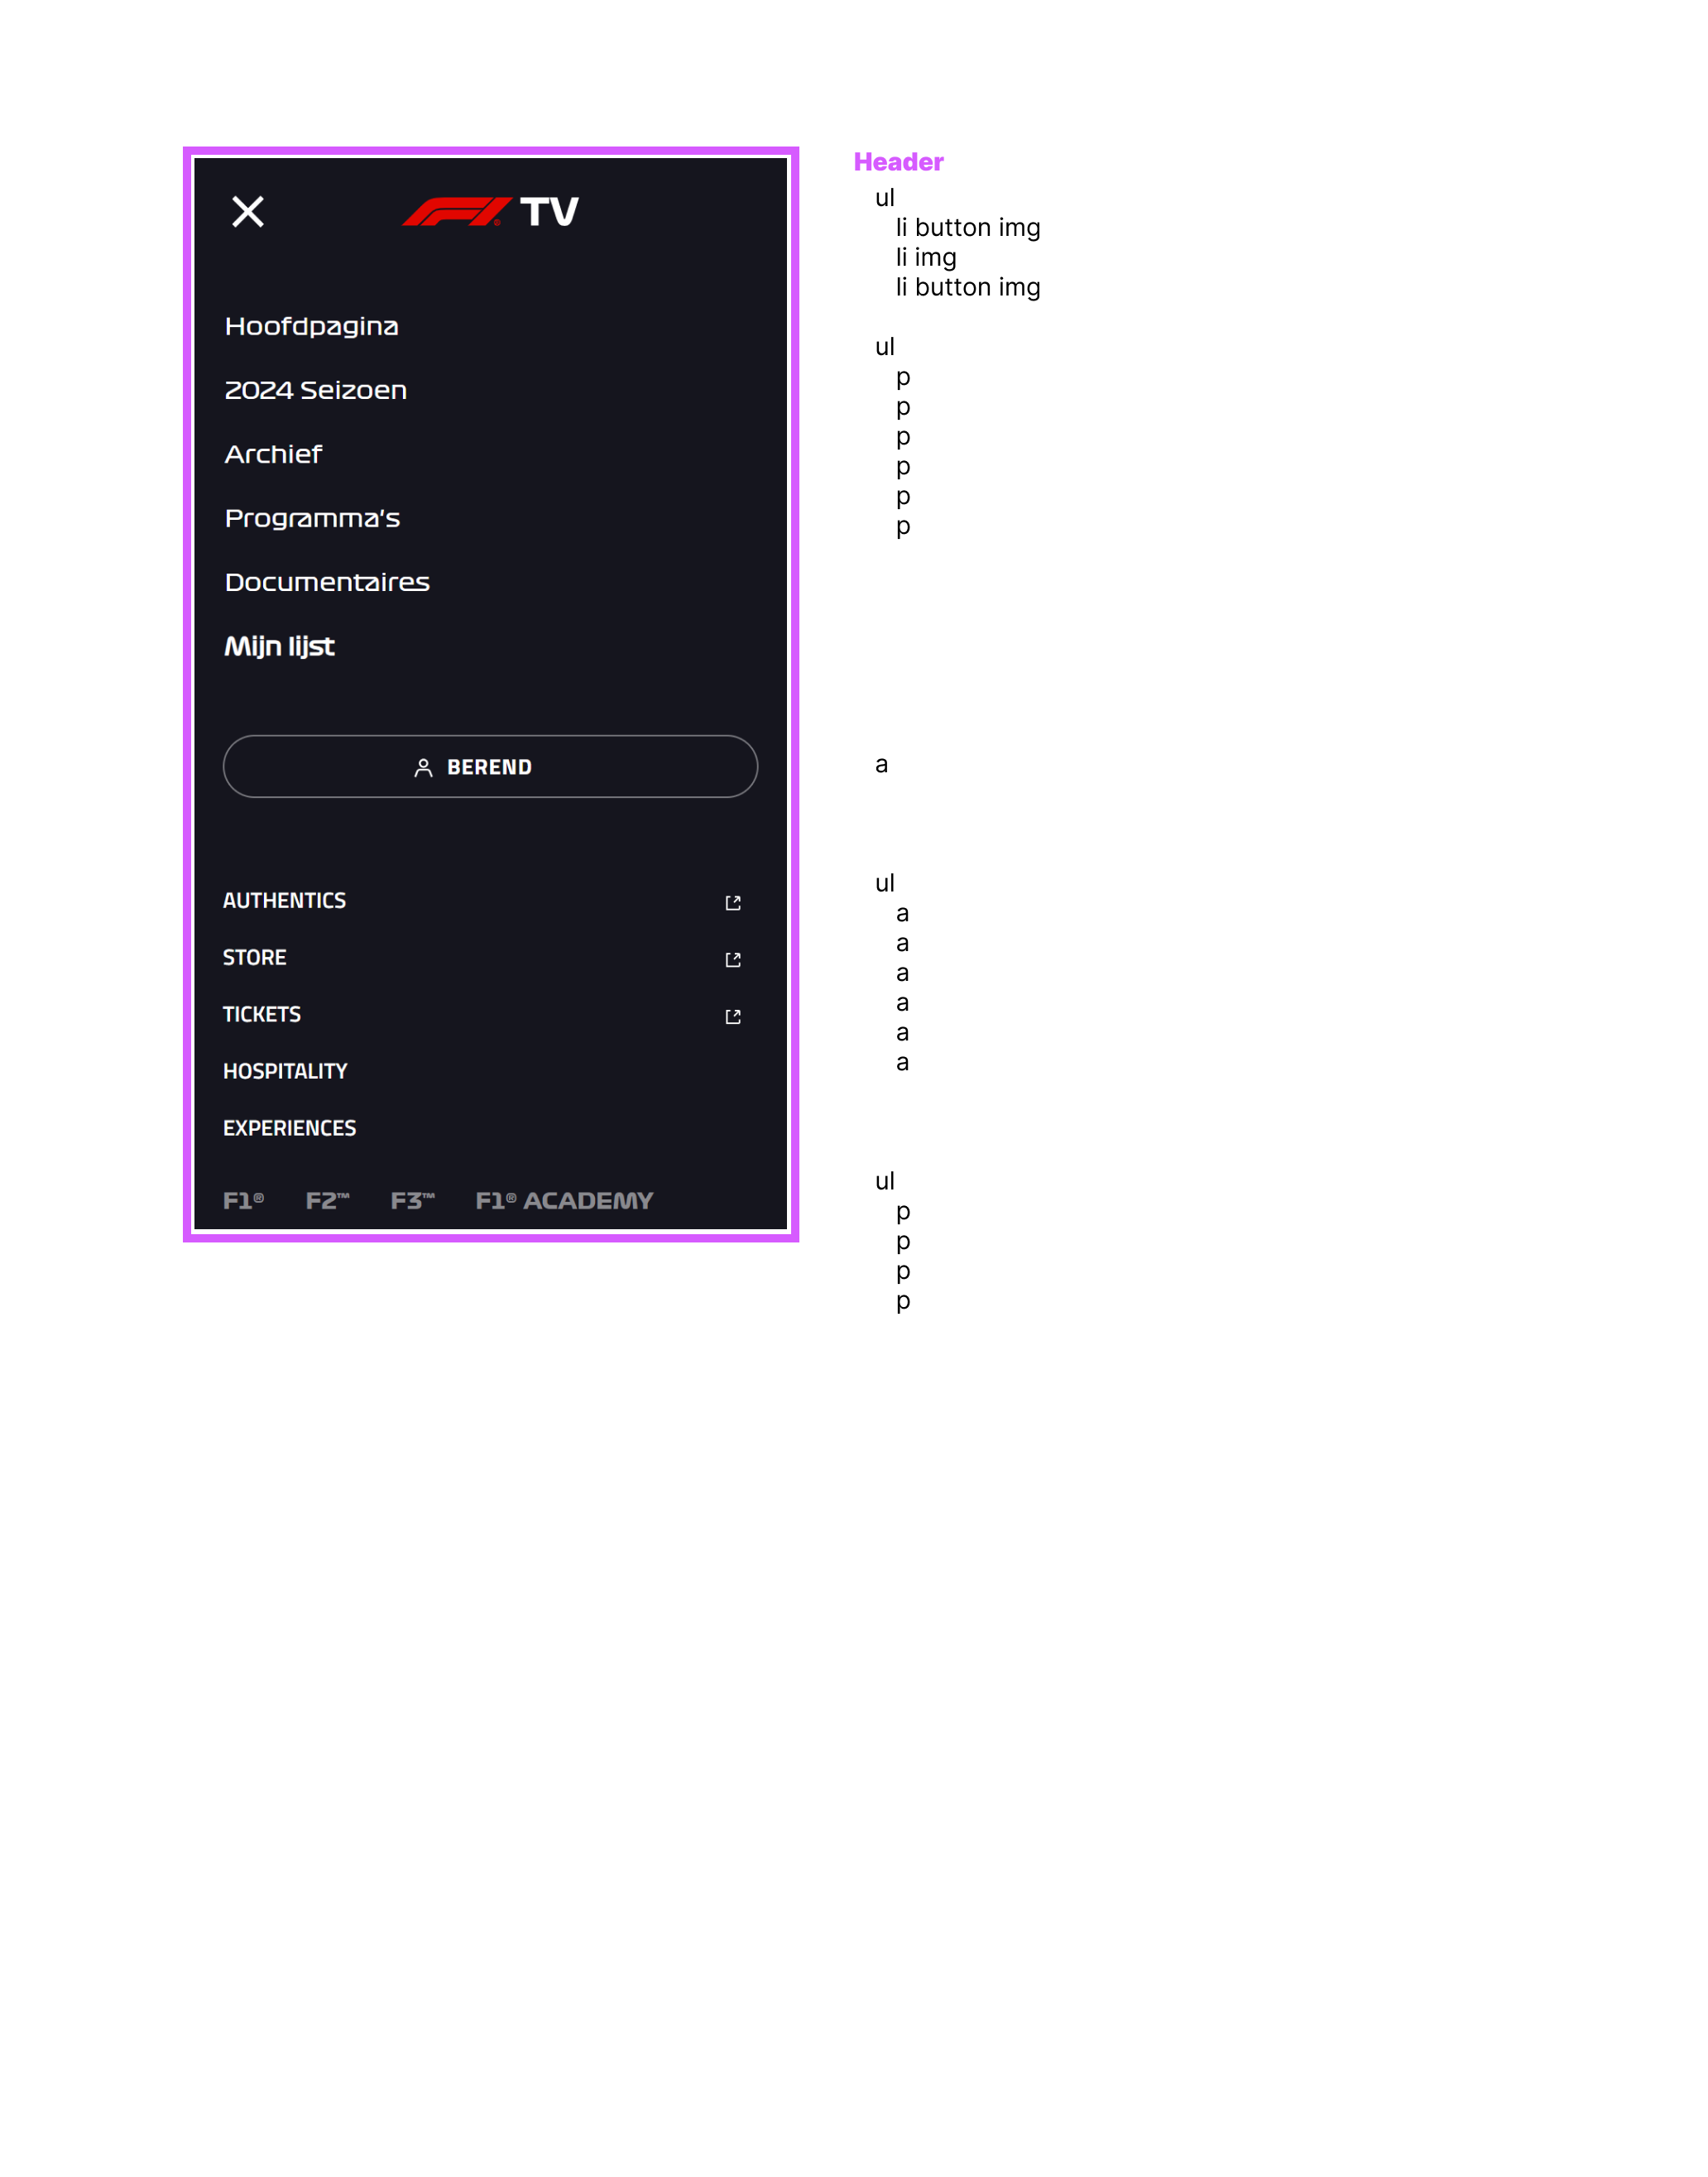 TV
Hoofdpagina
2024 Seizoen
Archief
Programma's
Documentaires
Mijn lijst
BEREND
AUTHENTICS
STORE
TICKETS
HOSPITALITY
EXPERIENCES
F1® F2™ F3™ F1® ACADEMY
Header
ul
li button img
li img
li button img
ul
p
p
p
p
p
p
a
ul
a
a
a
a
a
a
ul
p
p
p
p